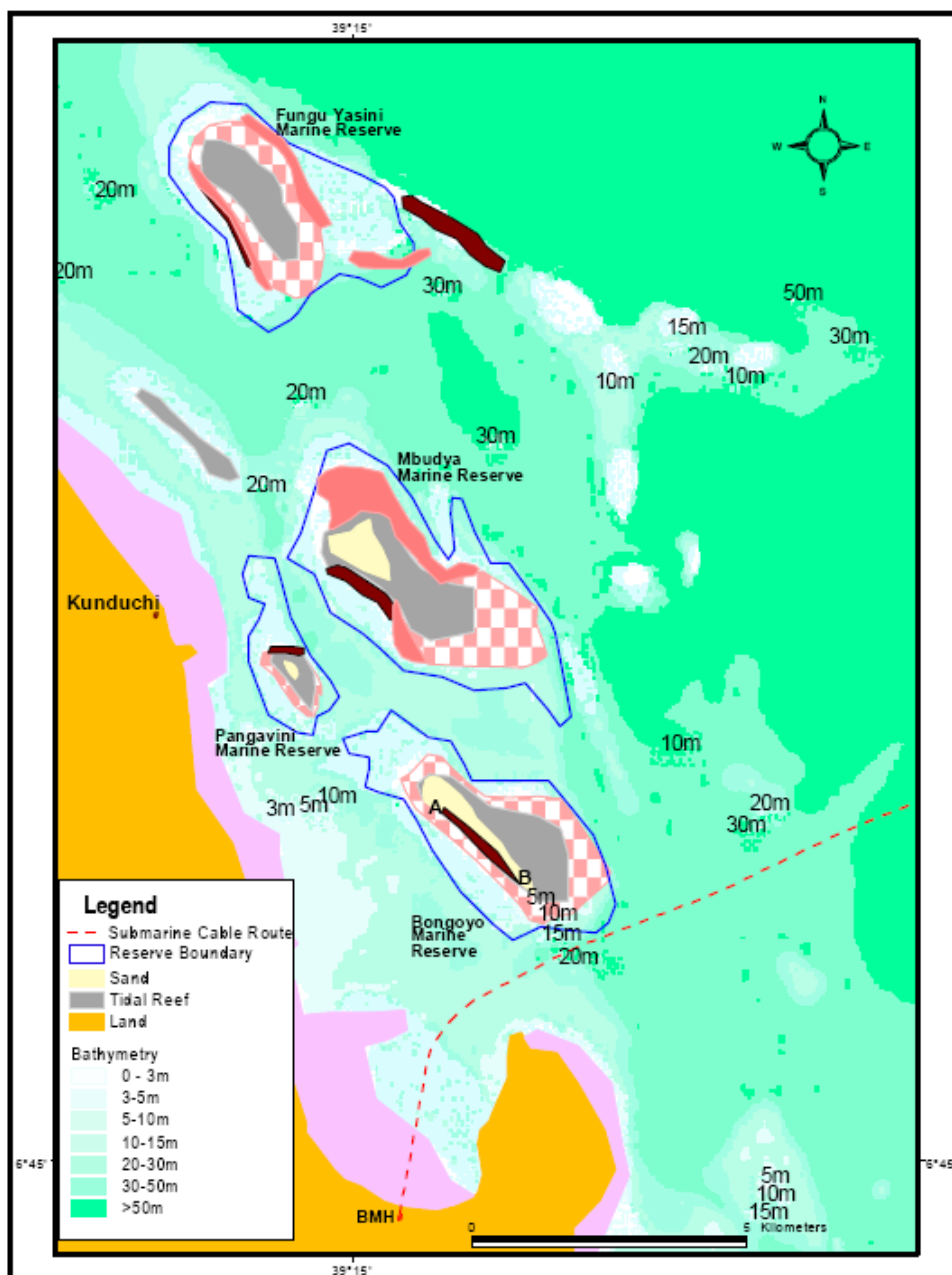 39°15'
Fungu Yasini
Marine Reserve
N
W
E
S
20m
20m
30m
50m
15m
30m
20m
10m
10m
20m
30m
Mbudya
Marine Reserve
20m
Kunduchi
Pangavini
Marine Reserve
10m
3m
5m
10m
A
20m
30m
B
5m
10m
15m
20m
Bongoyo
Marine
Reserve
Legend
Submarine Cable Route
Reserve Boundary
Sand
Tidal Reef
Land
Bathymetry
0 - 3m
3-5m
5-10m
10-15m
20-30m
30-50m
>50m
6°45'
6°45'
5m
10m
15m
BMH
0
5 Kilometers
39°15'